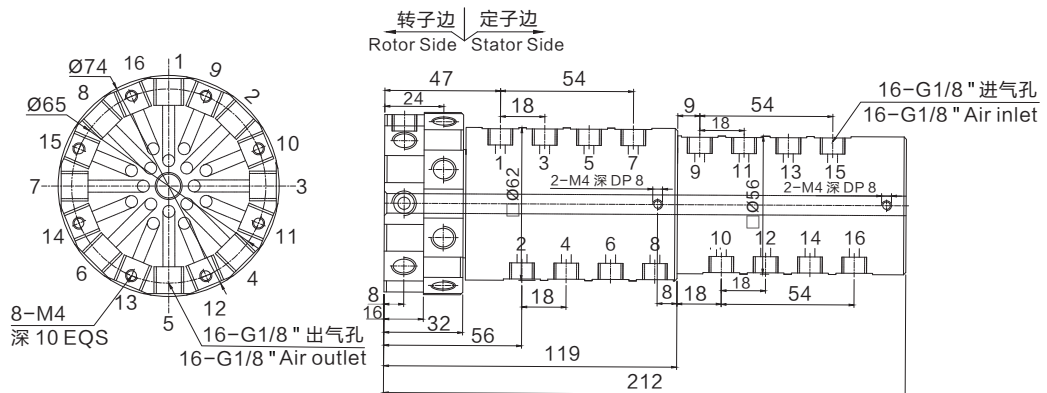 转子边 定子边
Rotor Side Stator Side
Ø74
16
1
9
2
8
Ø65
15
10
7
3
14
11
6
4
13
12
5
8-M4
深 10 EQS
16-G1/8 " 出气孔
16-G1/8 " Air outlet
47
54
24
18
9
54
18
16-G1/8 " 进气孔
16-G1/8 " Air inlet
1 3 5 7
9 11 13 15
2-M4 深 DP 8
2-M4 深 DP 8
□Ø62
□Ø56
2 4 6 8
10 12 14 16
8
16
32
18
8
18
18
54
56
119
212